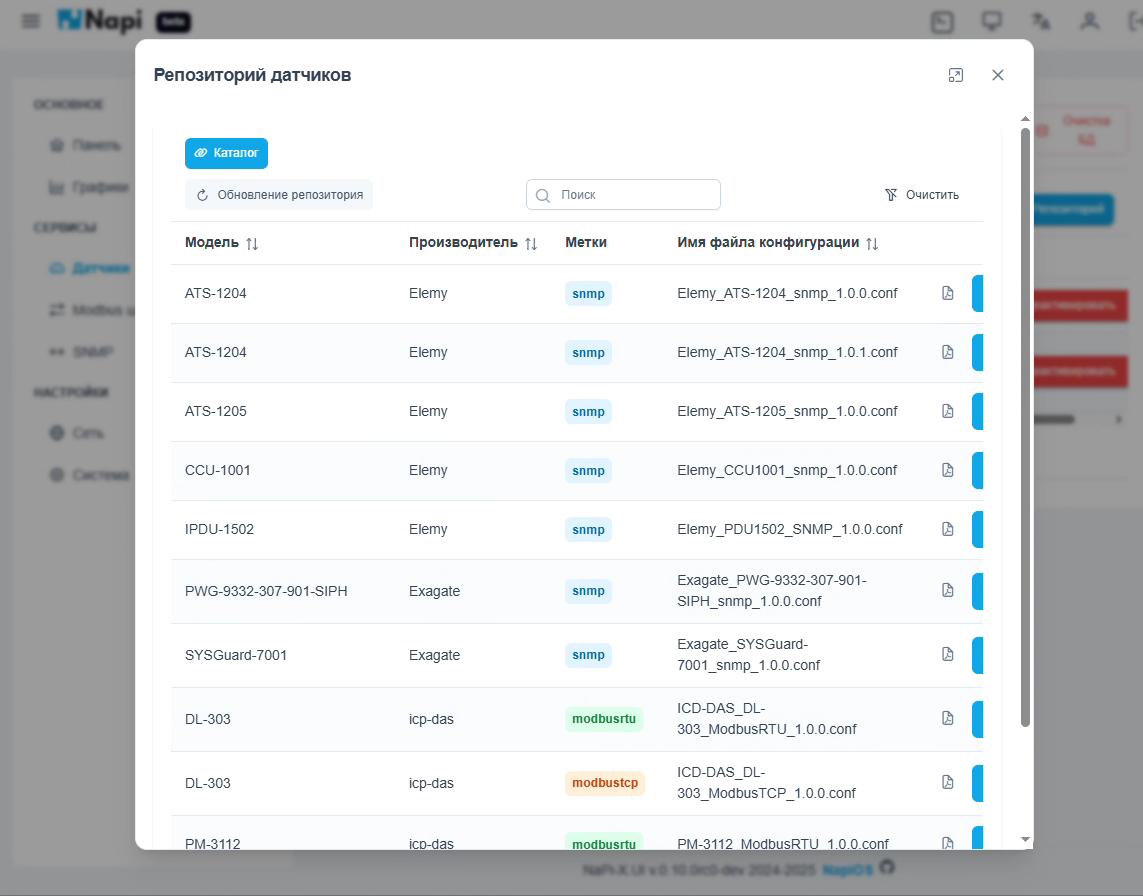 Napi beta
Репозиторий датчиков
ОСНОВНОЕ
Панель
Графики
СЕРВИСЫ
Датчики
Modbus
SNMP
НАСТРОЙКИ
Сеть
Система
Очистка
БД
Репозиторий
Каталог
Обновление репозитория
Поиск
Очистить
Модель Производитель Метки Имя файла конфигурации
ATS-1204 Elemy snmp Elemy_ATS-1204_snmp_1.0.0.conf
ATS-1204 Elemy snmp Elemy_ATS-1204_snmp_1.0.1.conf
ATS-1205 Elemy snmp Elemy_ATS-1205_snmp_1.0.0.conf
CCU-1001 Elemy snmp Elemy_CCU1001_snmp_1.0.0.conf
IPDU-1502 Elemy snmp Elemy_PDU1502_SNMP_1.0.0.conf
PWG-9332-307-901-SIPH Exagate snmp Exagate_PWG-9332-307-901-
SIPH_snmp_1.0.0.conf
SYSGuard-7001 Exagate snmp Exagate_SYSGuard-
7001_snmp_1.0.0.conf
DL-303 icp-das modbusrtu ICD-DAS_DL-
303_ModbusRTU_1.0.0.conf
DL-303 icp-das modbustcp ICD-DAS_DL-
303_ModbusTCP_1.0.0.conf
PM-3112 icp-das modbusrtu PM-3112_ModbusRTU_1.0.0.conf
NaPi-X.UI v.0.10.0rc0-dev 2024-2025 NapiOS